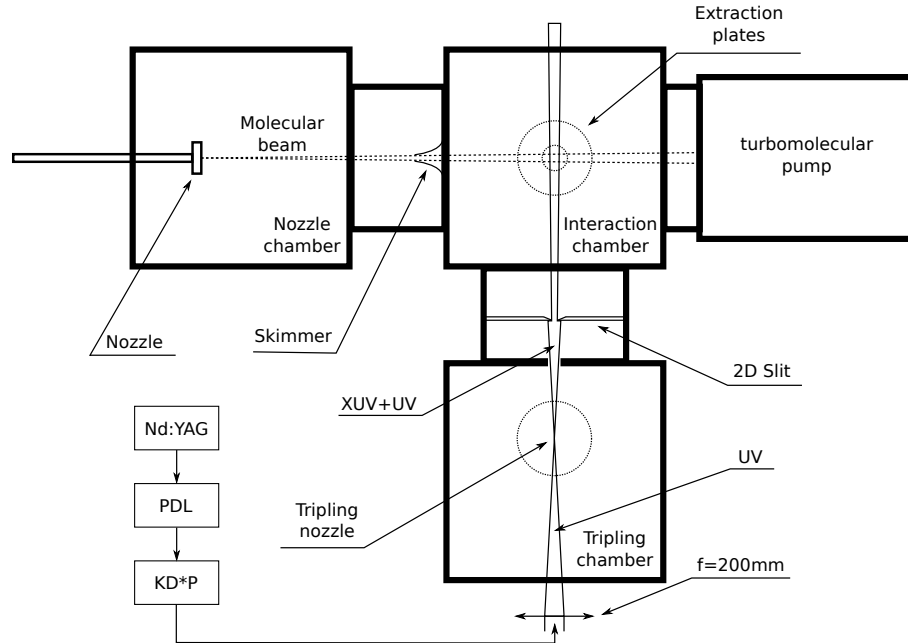 Extraction
plates
Molecular
beam
turbomolecular
pump
Nozzle
chamber
Interaction
chamber
Skimmer
Nozzle
2D Slit
XUV+UV
Nd:YAG
UV
PDL
Tripling
nozzle
Tripling
chamber
f=200mm
KD*P